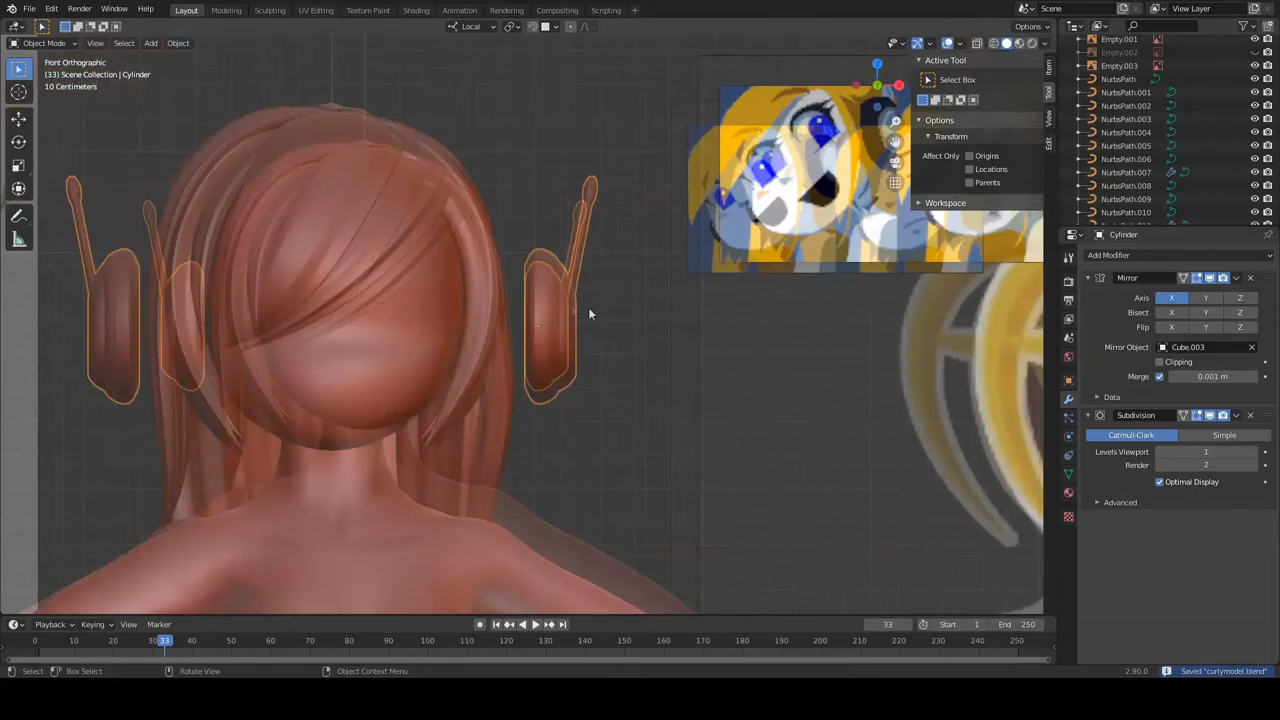 File Edit Render Window Help Layout Modeling Sculpting UV Editing Texture Paint Shading Animation Rendering Compositing Scripting + Scene View Layer
Local Options
Object Mode View Select Add Object
Front Orthographic
(33) Scene Collection | Cylinder
10 Centimeters
Active Tool
Select Box
Options
Transform
Affect Only Origins
Locations
Parents
Workspace
Item
Tool
View
Edit
Empty.001
Empty.002
Empty.003
NurbsPath
NurbsPath.001
NurbsPath.002
NurbsPath.003
NurbsPath.004
NurbsPath.005
NurbsPath.006
NurbsPath.007
NurbsPath.008
NurbsPath.009
NurbsPath.010
Cylinder
Add Modifier
Mirror
Axis X Y Z
Bisect X Y Z
Flip X Y Z
Mirror Object Cube.003
Clipping
Merge 0.001 m
Data
Subdivision
Catmull-Clark Simple
Levels Viewport 1
Render 2
Optimal Display
Advanced
Playback Keying View Marker 33 Start 1 End 250
0 10 20 30 33 40 50 60 70 80 90 100 110 120 130 140 150 160 170 180 190 200 210 220 230 240 250
Select Box Select Rotate View Object Context Menu 2.90.0 Saved "curlymodel.blend"